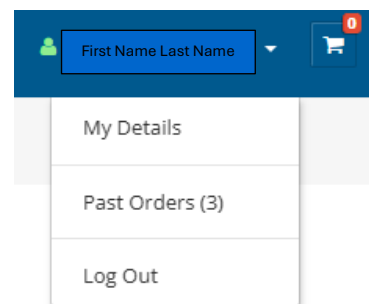 First Name Last Name
0
My Details
Past Orders (3)
Log Out